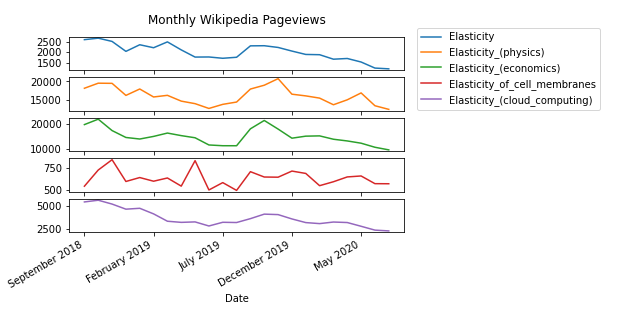 Monthly Wikipedia Pageviews
Elasticity
Elasticity_(physics)
Elasticity_(economics)
Elasticity_of_cell_membranes
Elasticity_(cloud_computing)
2500
2000
1500
20000
15000
20000
10000
750
500
5000
2500
September 2018
February 2019
July 2019
December 2019
May 2020
Date